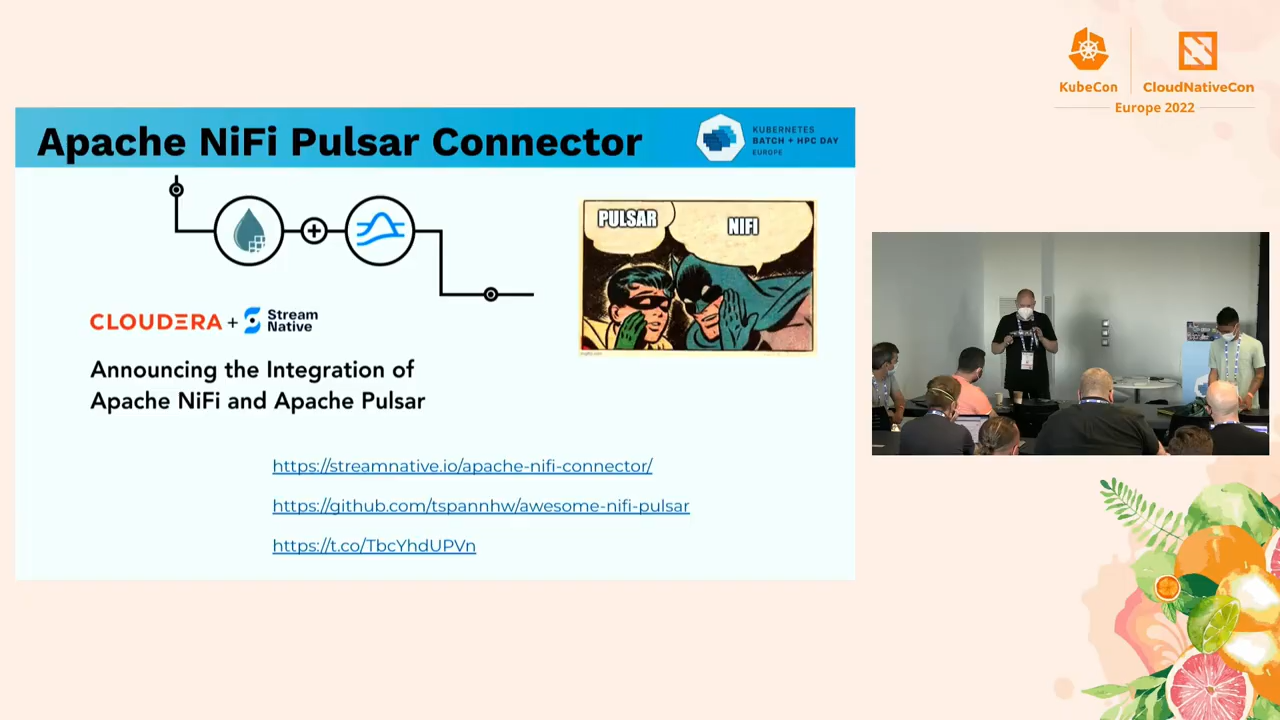 KubeCon
CloudNativeCon
Europe 2022
Apache NiFi Pulsar Connector
KUBERNETES
BATCH + HPC DAY
EUROPE
PULSAR
NIFI
CLOUDERA + Stream Native
Announcing the Integration of
Apache NiFi and Apache Pulsar
https://streamnative.io/apache-nifi-connector/
https://github.com/tspannhw/awesome-nifi-pulsar
https://t.co/TbcYhdUPVn